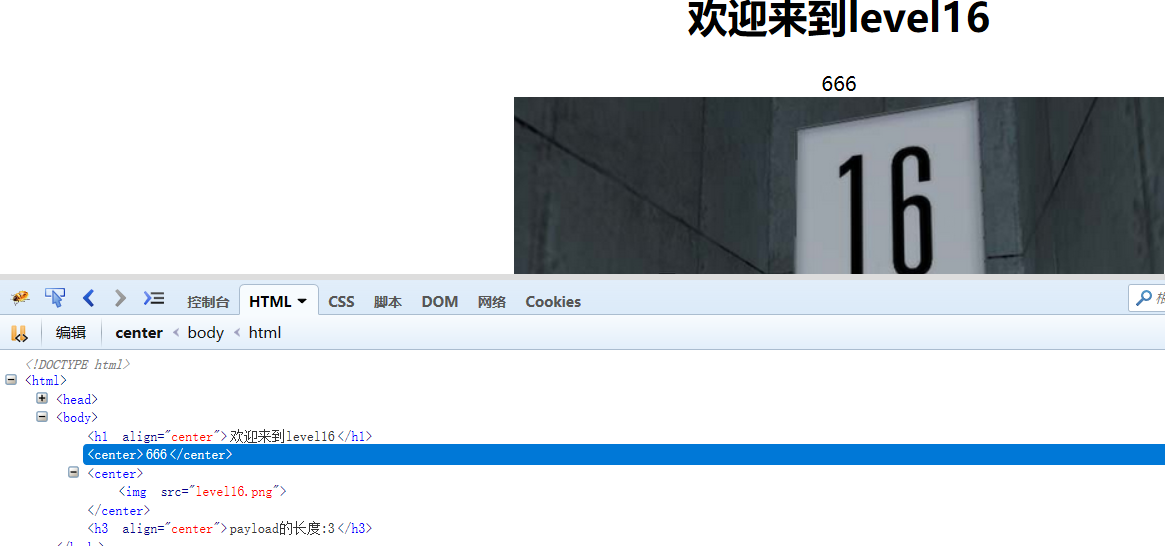 欢迎来到level16
666
16
控制台 HTML CSS 脚本 DOM 网络 Cookies
编辑 center < body < html
<!DOCTYPE html>
<html>
<head>
<body>
<h1 align="center">欢迎来到level16</h1>
<center>666</center>
<center>
<img src="level16.png">
</center>
<h3 align="center">payload的长度:3</h3>